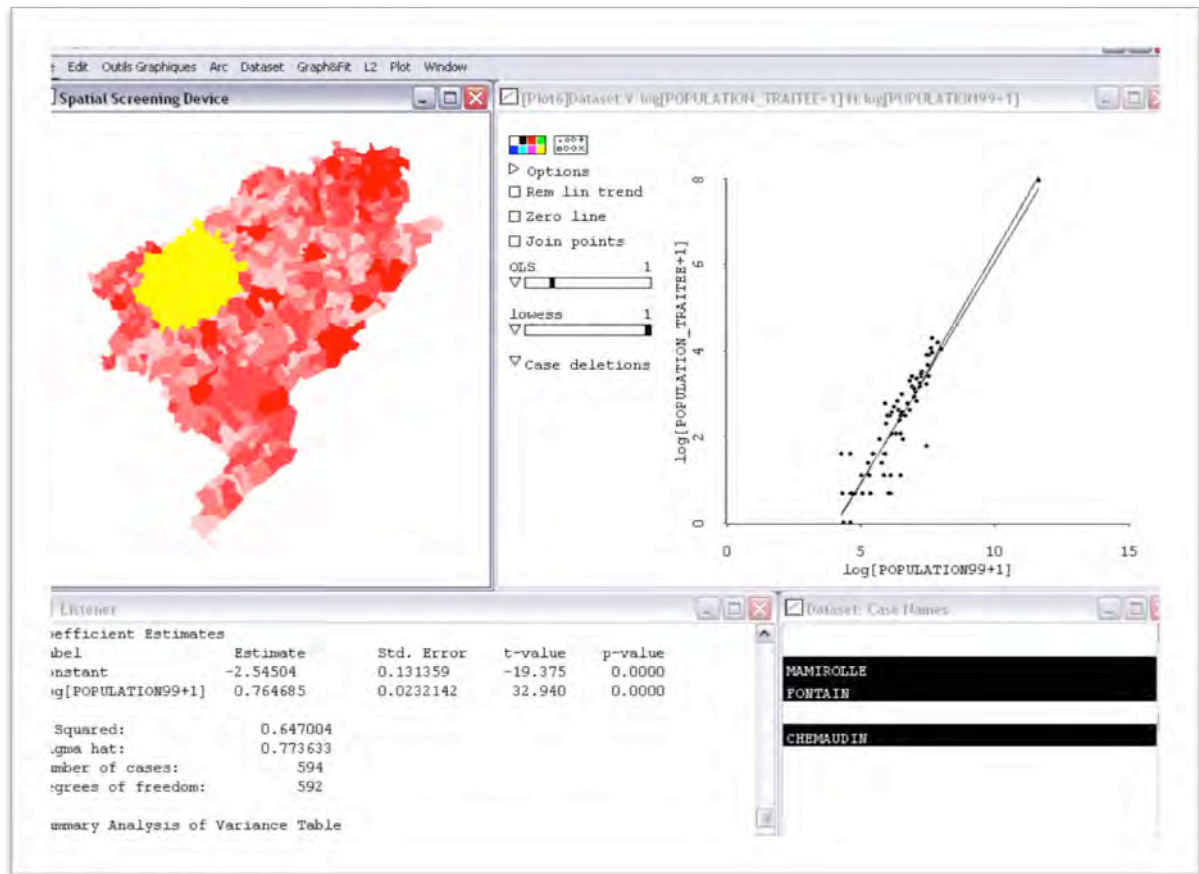 Edit Outils Graphiques Arc Dataset Graph&Fit L2 Plot Window
Spatial Screening Device
[Plot6]Dataset:V:log[POPULATION_TRAITEE+1] H:log[POPULATION99+1]
Options
Rem lin trend
Zero line
Join points
OLS 1
lowess 1
Case deletions
log[POPULATION_TRAITEE+1]
8
6
4
2
0
0 5 10 15
log[POPULATION99+1]
Listener
efficient Estimates
abel Estimate Std. Error t-value p-value
onstant -2.54504 0.131359 -19.375 0.0000
og[POPULATION99+1] 0.764685 0.0232142 32.940 0.0000
Squared: 0.647004
igma hat: 0.773633
umber of cases: 594
egrees of freedom: 592
ummary Analysis of Variance Table
Dataset: Case Names
MAMIROLLE
FONTAIN
CHEMAUDIN